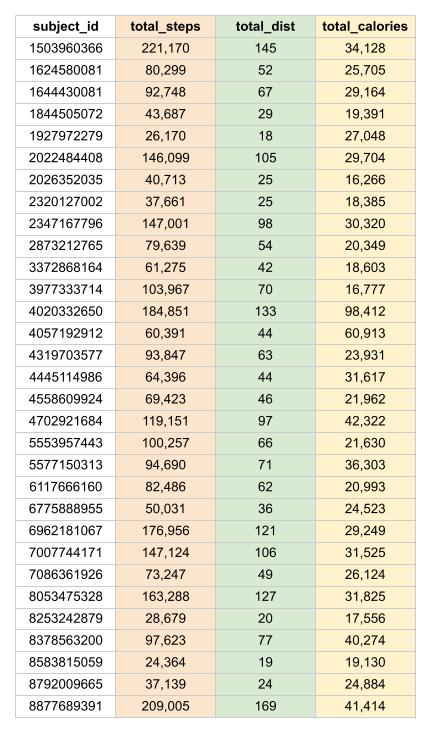 subject_id total_steps total_dist total_calories
1503960366 221,170 145 34,128
1624580081 80,299 52 25,705
1644430081 92,748 67 29,164
1844505072 43,687 29 19,391
1927972279 26,170 18 27,048
2022484408 146,099 105 29,704
2026352035 40,713 25 16,266
2320127002 37,661 25 18,385
2347167796 147,001 98 30,320
2873212765 79,639 54 20,349
3372868164 61,275 42 18,603
3977333714 103,967 70 16,777
4020332650 184,851 133 98,412
4057192912 60,391 44 60,913
4319703577 93,847 63 23,931
4445114986 64,396 44 31,617
4558609924 69,423 46 21,962
4702921684 119,151 97 42,322
5553957443 100,257 66 21,630
5577150313 94,690 71 36,303
6117666160 82,486 62 20,993
6775888955 50,031 36 24,523
6962181067 176,956 121 29,249
7007744171 147,124 106 31,525
7086361926 73,247 49 26,124
8053475328 163,288 127 31,825
8253242879 28,679 20 17,556
8378563200 97,623 77 40,274
8583815059 24,364 19 19,130
8792009665 37,139 24 24,884
8877689391 209,005 169 41,414